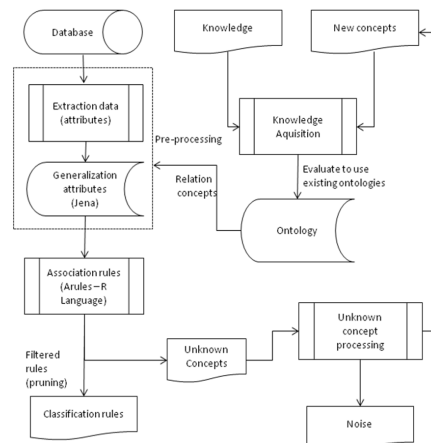 Database
Knowledge
New concepts
Extraction data
(attributes)
Knowledge
Aquisition
Pre-processing
Generalization
attributes
(Jena)
Relation
concepts
Evaluate to use
existing ontologies
Ontology
Association rules
(Arules – R
Language)
Unknown
Concepts
Unknown
concept
processing
Filtered
rules
(pruning)
Classification rules
Noise